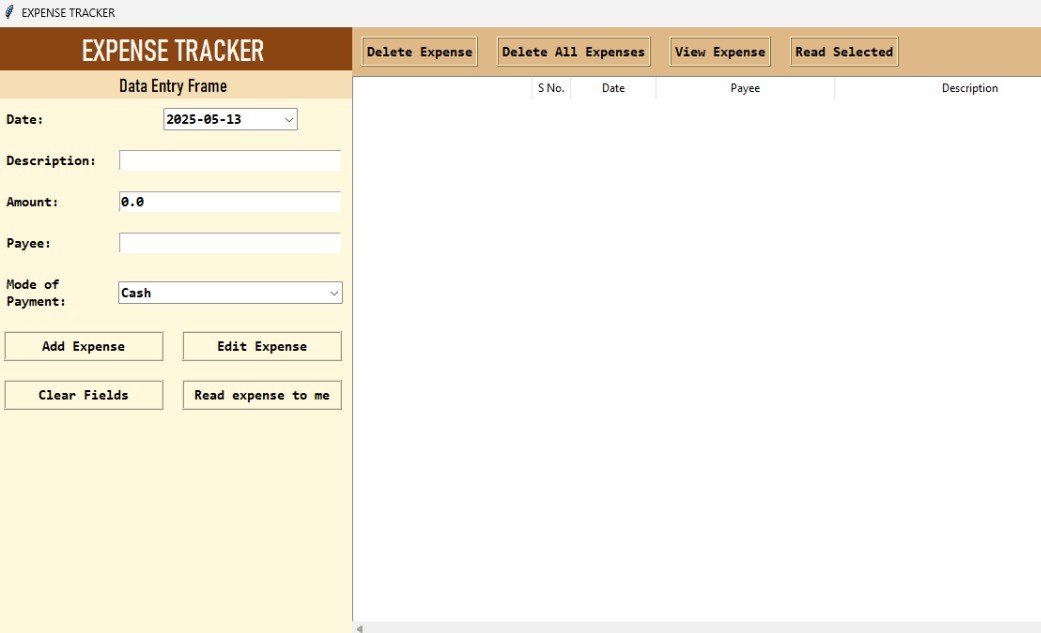 EXPENSE TRACKER
EXPENSE TRACKER
Data Entry Frame
Date:
2025-05-13
Description:
Amount:
0.0
Payee:
Mode of
Payment:
Cash
Add Expense
Edit Expense
Clear Fields
Read expense to me
Delete Expense
Delete All Expenses
View Expense
Read Selected
S No.
Date
Payee
Description